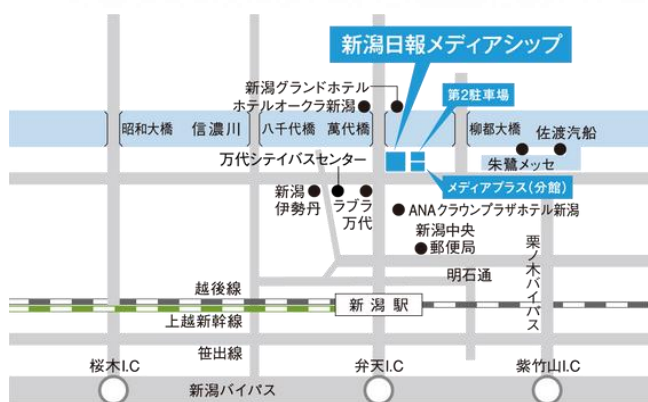 新潟日報メディアシップ
新潟グランドホテル
ホテルオークラ新潟
第2駐車場
昭和大橋
信濃川
八千代橋
萬代橋
柳都大橋
佐渡汽船
朱鷺メッセ
万代シテイバスセンター
メディアプラス(分館)
新潟
伊勢丹
ラブラ
万代
ANAクラウンプラザホテル新潟
新潟中央
郵便局
栗ノ木バイパス
明石通
越後線
新潟駅
上越新幹線
笹出線
桜木I.C
弁天I.C
紫竹山I.C
新潟バイパス